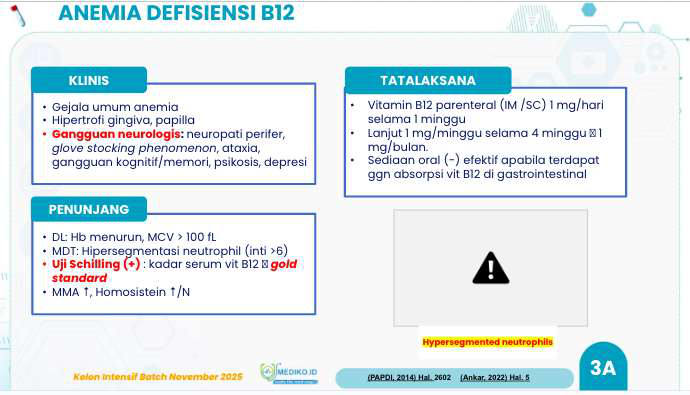 ANEMIA DEFISIENSI B12
KLINIS
• Gejala umum anemia
• Hipertrofi gingiva, papilla
• Gangguan neurologis: neuropati perifer,
glove stocking phenomenon, ataxia,
gangguan kognitif/memori, psikosis, depresi
PENUNJANG
• DL: Hb menurun, MCV > 100 fL
• MDT: Hipersegmentasi neutrophil (inti >6)
• Uji Schilling (+) : kadar serum vit B12 → gold
standard
• MMA ↑, Homosistein ↑/N
TATALAKSANA
• Vitamin B12 parenteral (IM /SC) 1 mg/hari
selama 1 minggu
• Lanjut 1 mg/minggu selama 4 minggu → 1
mg/bulan.
• Sediaan oral (-) efektif apabila terdapat
ggn absorpsi vit B12 di gastrointestinal
Hypersegmented neutrophils
Kelon Intensif Batch November 2025
MEDIKO.ID
(PAPDI, 2014) Hal. 2602 (Ankar, 2022) Hal. 5
3A